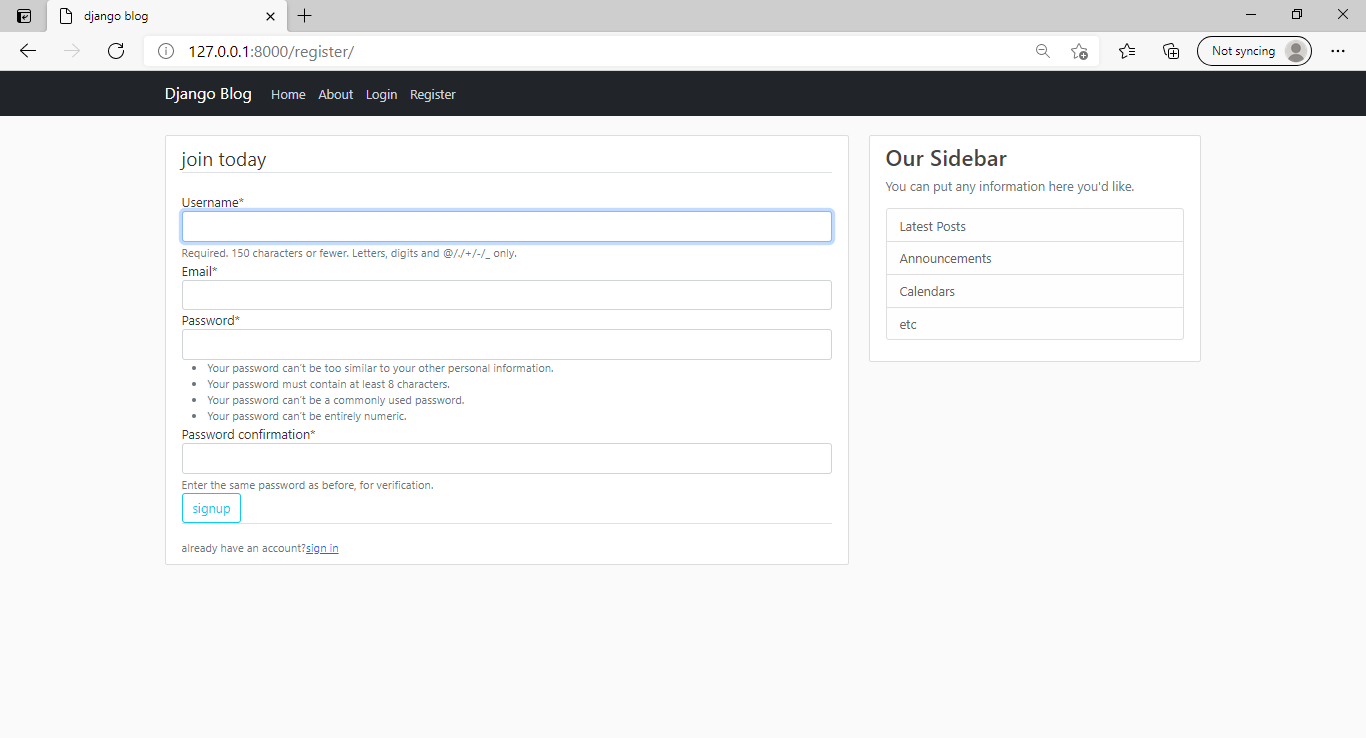 django blog
127.0.0.1:8000/register/
Not syncing
Django Blog Home About Login Register
join today
Username*
Required. 150 characters or fewer. Letters, digits and @/./+/-/_ only.
Email*
Password*
Your password can't be too similar to your other personal information.
Your password must contain at least 8 characters.
Your password can't be a commonly used password.
Your password can't be entirely numeric.
Password confirmation*
Enter the same password as before, for verification.
signup
already have an account?sign in
Our Sidebar
You can put any information here you'd like.
Latest Posts
Announcements
Calendars
etc